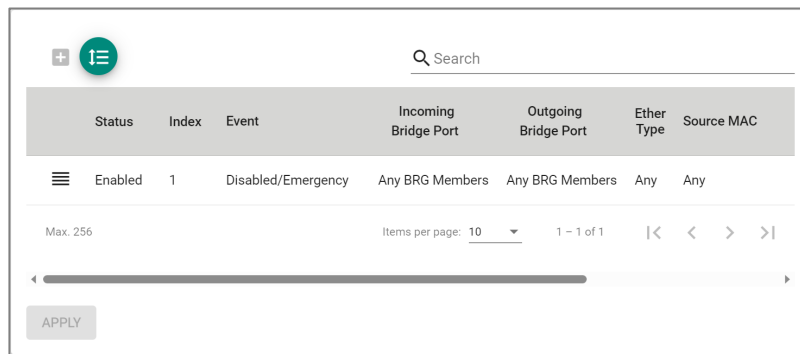 Search
Status Index Event Incoming Bridge Port Outgoing Bridge Port Ether Type Source MAC
Enabled 1 Disabled/Emergency Any BRG Members Any BRG Members Any Any
Max. 256 Items per page: 10 1 – 1 of 1
APPLY